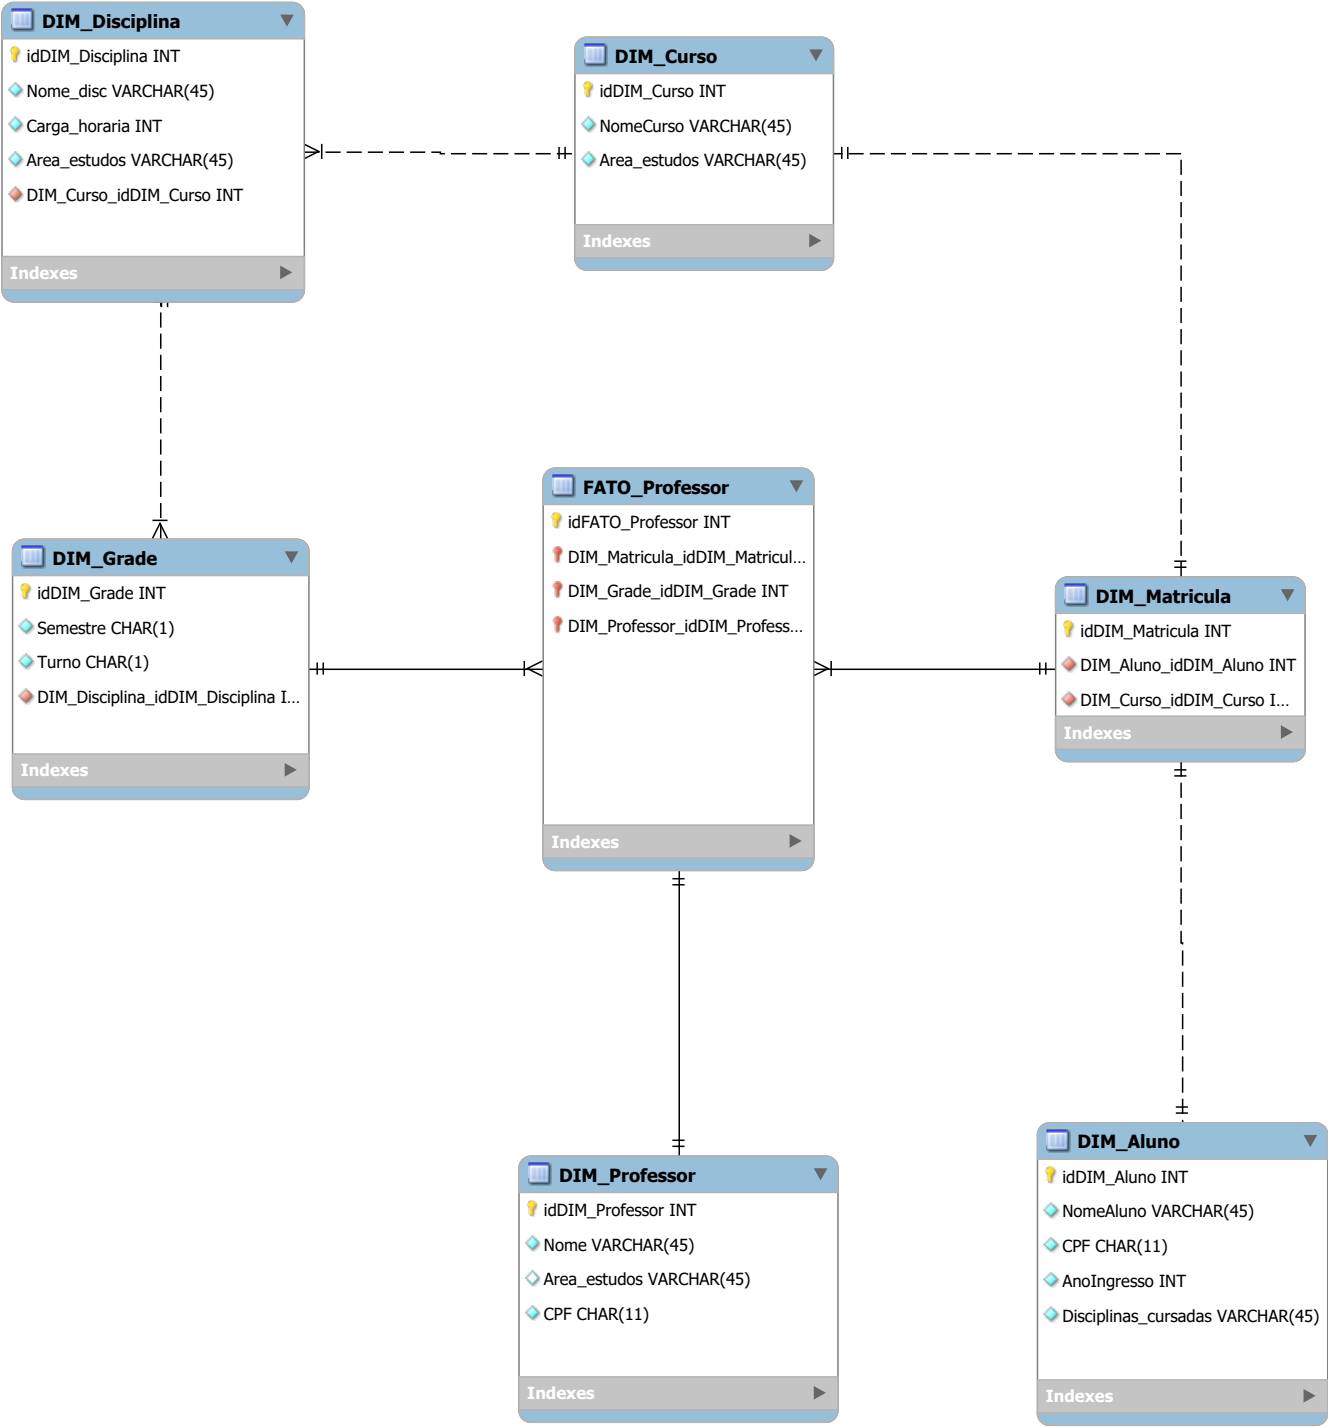 DIM_Disciplina
idDIM_Disciplina INT
Nome_disc VARCHAR(45)
Carga_horaria INT
Area_estudos VARCHAR(45)
DIM_Curso_idDIM_Curso INT
Indexes
DIM_Curso
idDIM_Curso INT
NomeCurso VARCHAR(45)
Area_estudos VARCHAR(45)
Indexes
FATO_Professor
idFATO_Professor INT
DIM_Matricula_idDIM_Matricul...
DIM_Grade_idDIM_Grade INT
DIM_Professor_idDIM_Profess...
Indexes
DIM_Grade
idDIM_Grade INT
Semestre CHAR(1)
Turno CHAR(1)
DIM_Disciplina_idDIM_Disciplina I...
Indexes
DIM_Matricula
idDIM_Matricula INT
DIM_Aluno_idDIM_Aluno INT
DIM_Curso_idDIM_Curso I...
Indexes
DIM_Professor
idDIM_Professor INT
Nome VARCHAR(45)
Area_estudos VARCHAR(45)
CPF CHAR(11)
Indexes
DIM_Aluno
idDIM_Aluno INT
NomeAluno VARCHAR(45)
CPF CHAR(11)
AnoIngresso INT
Disciplinas_cursadas VARCHAR(45)
Indexes